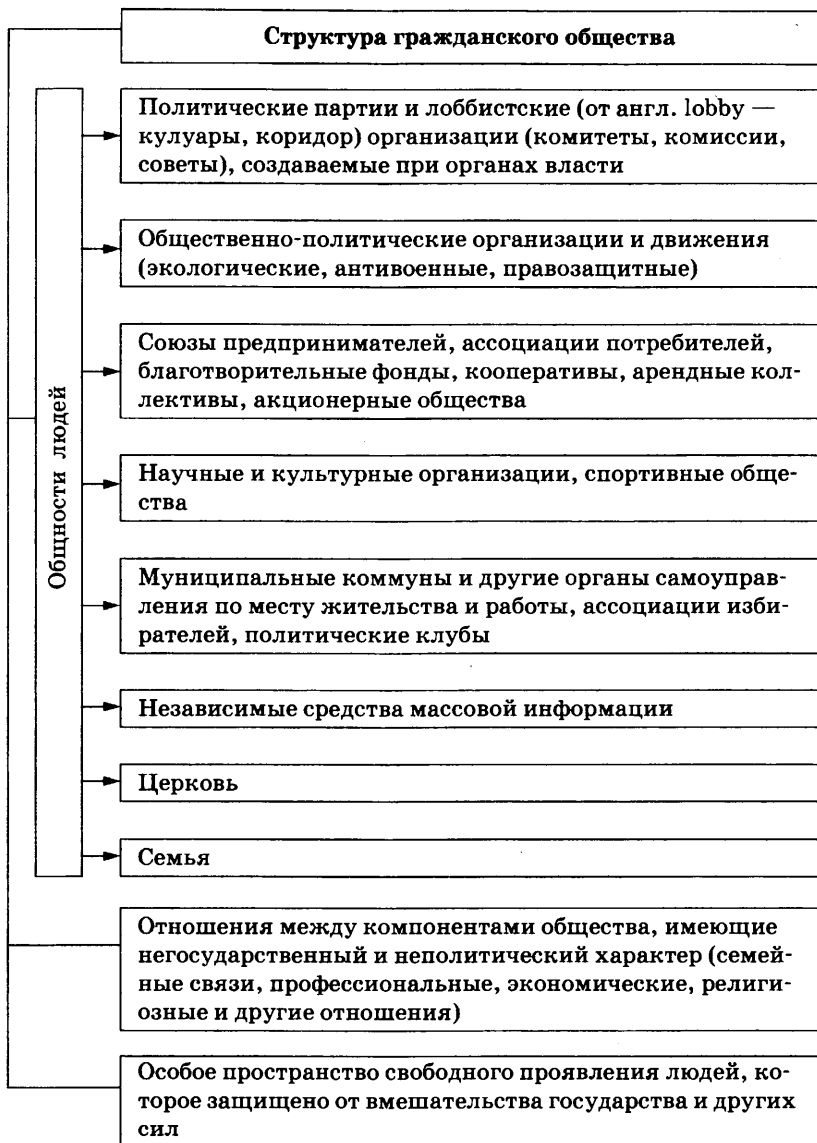 Структура гражданского общества
Общности людей
Политические партии и лоббистские (от англ. lobby —
кулуары, коридор) организации (комитеты, комиссии,
советы), создаваемые при органах власти
Общественно-политические организации и движения
(экологические, антивоенные, правозащитные)
Союзы предпринимателей, ассоциации потребителей,
благотворительные фонды, кооперативы, арендные кол-
лективы, акционерные общества
Научные и культурные организации, спортивные обще-
ства
Муниципальные коммуны и другие органы самоуправ-
ления по месту жительства и работы, ассоциации изби-
рателей, политические клубы
Независимые средства массовой информации
Церковь
Семья
Отношения между компонентами общества, имеющие
негосударственный и неполитический характер (семей-
ные связи, профессиональные, экономические, религи-
озные и другие отношения)
Особое пространство свободного проявления людей, ко-
торое защищено от вмешательства государства и других
сил